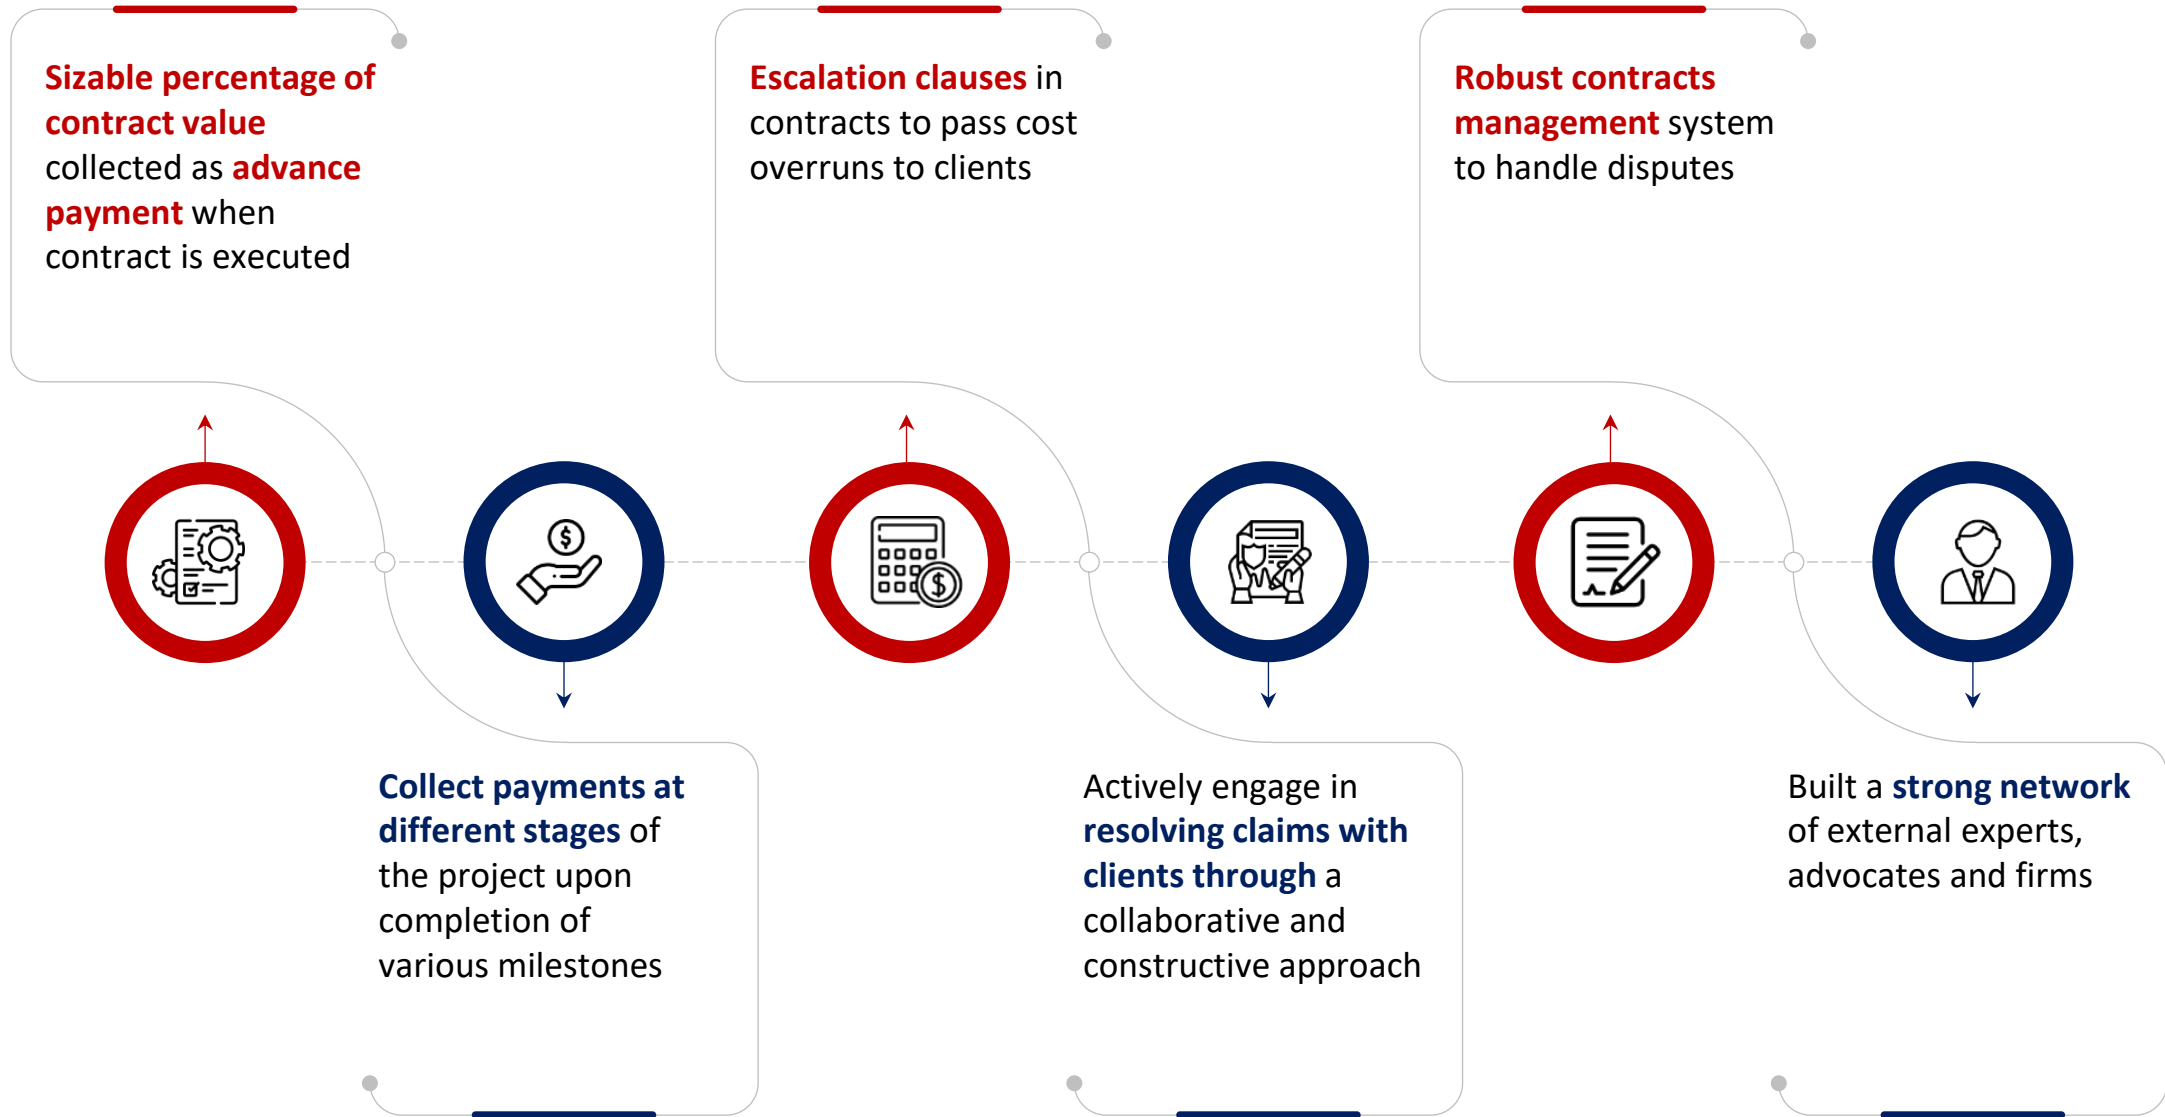 Sizable percentage of
contract value
collected as advance
payment when
contract is executed
Collect payments at
different stages of
the project upon
completion of
various milestones
Escalation clauses in
contracts to pass cost
overruns to clients
Actively engage in
resolving claims with
clients through a
collaborative and
constructive approach
Robust contracts
management system
to handle disputes
Built a strong network
of external experts,
advocates and firms